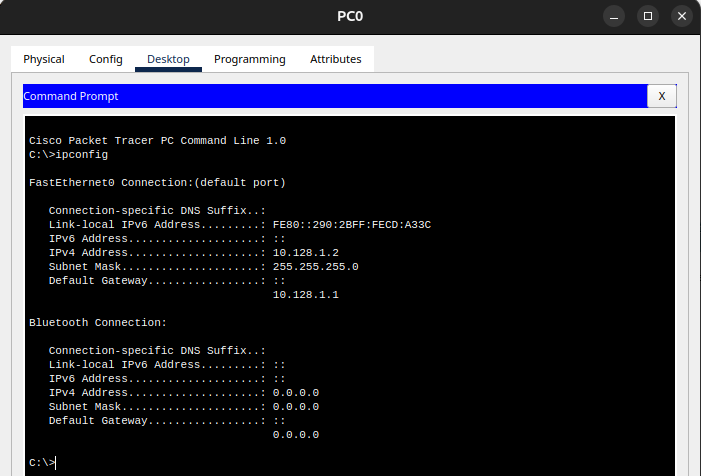 PC0
Physical Config Desktop Programming Attributes
Command Prompt X
Cisco Packet Tracer PC Command Line 1.0
C:\>ipconfig
FastEthernet0 Connection:(default port)
Connection-specific DNS Suffix..:
Link-local IPv6 Address.........: FE80::290:2BFF:FECD:A33C
IPv6 Address....................: ::
IPv4 Address....................: 10.128.1.2
Subnet Mask.....................: 255.255.255.0
Default Gateway.................: ::
10.128.1.1
Bluetooth Connection:
Connection-specific DNS Suffix..:
Link-local IPv6 Address.........: ::
IPv6 Address....................: ::
IPv4 Address....................: 0.0.0.0
Subnet Mask.....................: 0.0.0.0
Default Gateway.................: ::
0.0.0.0
C:\>